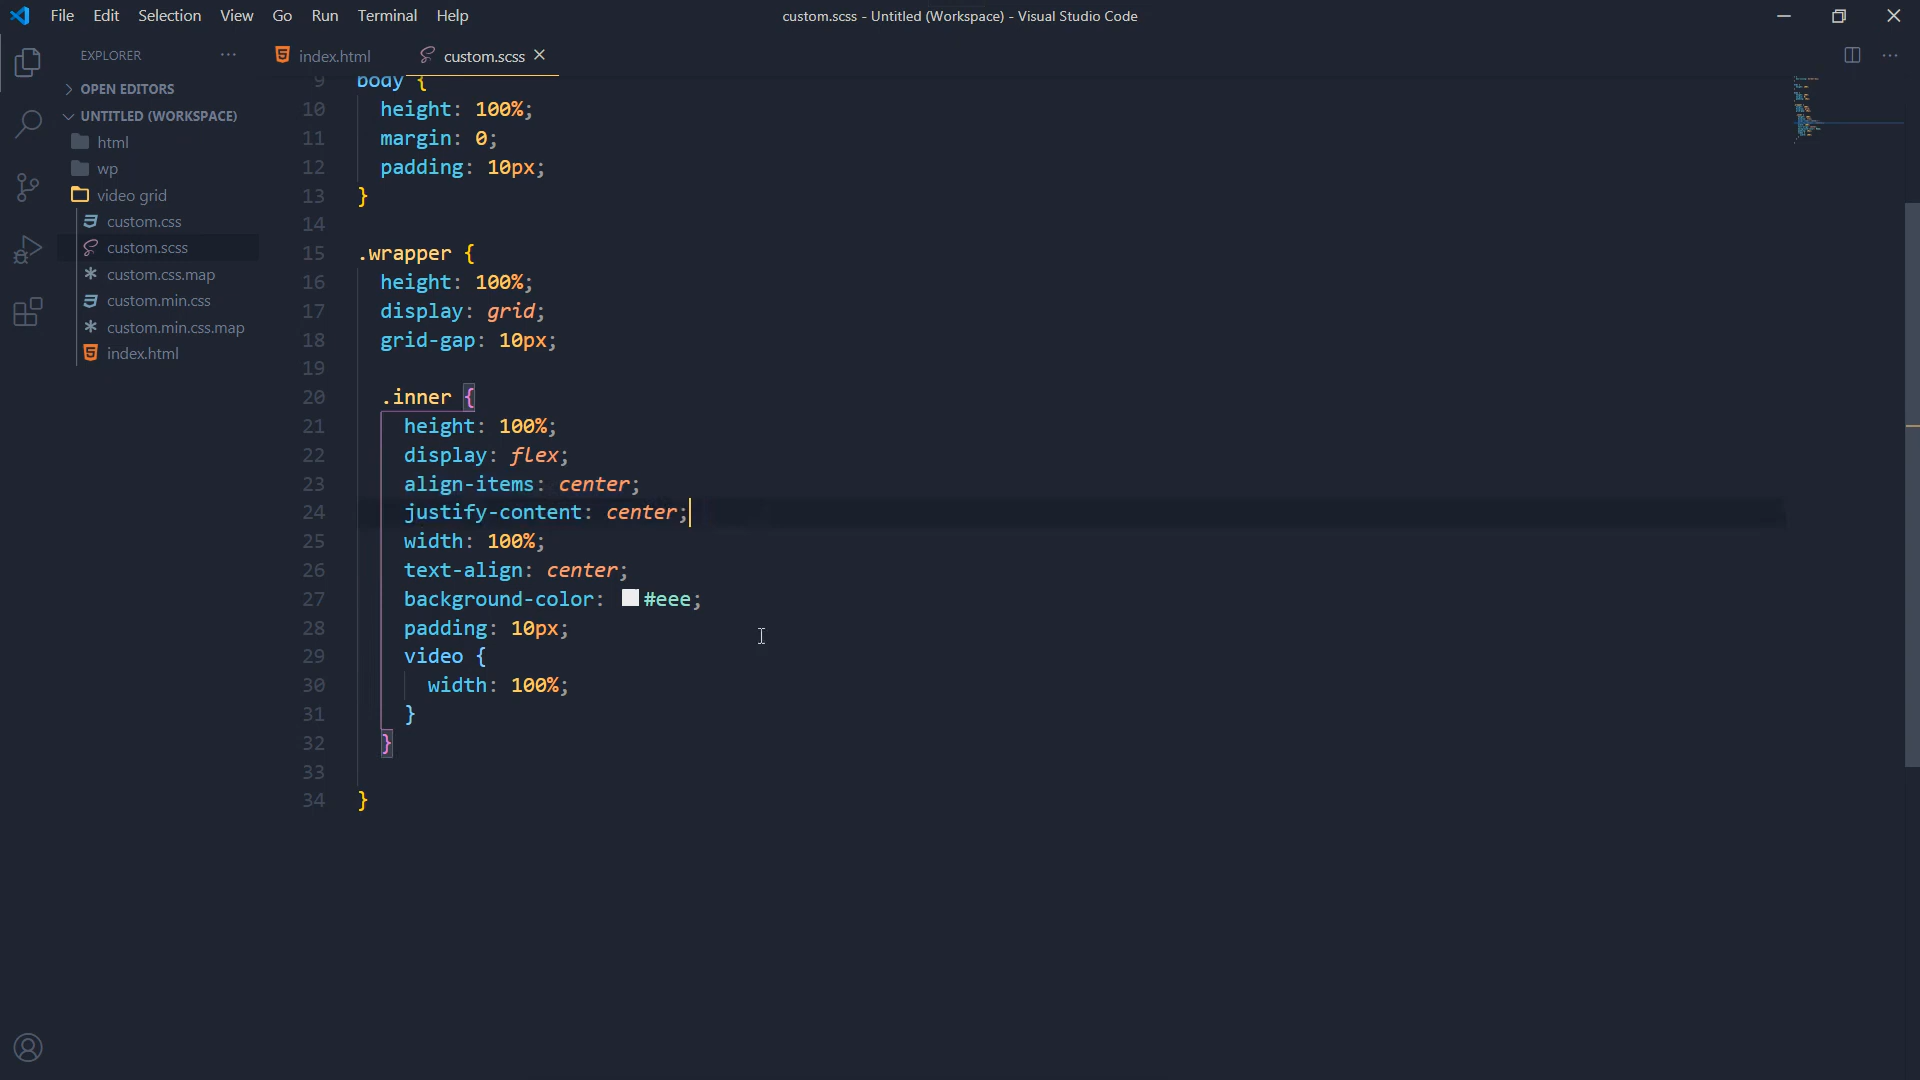 File Edit Selection View Go Run Terminal Help
custom.scss - Untitled (Workspace) - Visual Studio Code
EXPLORER
OPEN EDITORS
UNTITLED (WORKSPACE)
html
wp
video grid
custom.css
custom.scss
custom.css.map
custom.min.css
custom.min.css.map
index.html
index.html custom.scss
9 body {
10 height: 100%;
11 margin: 0;
12 padding: 10px;
13 }
14
15 .wrapper {
16 height: 100%;
17 display: grid;
18 grid-gap: 10px;
19
20 .inner {
21 height: 100%;
22 display: flex;
23 align-items: center;
24 justify-content: center;
25 width: 100%;
26 text-align: center;
27 background-color: #eee;
28 padding: 10px;
29 video {
30 width: 100%;
31 }
32 }
33
34 }